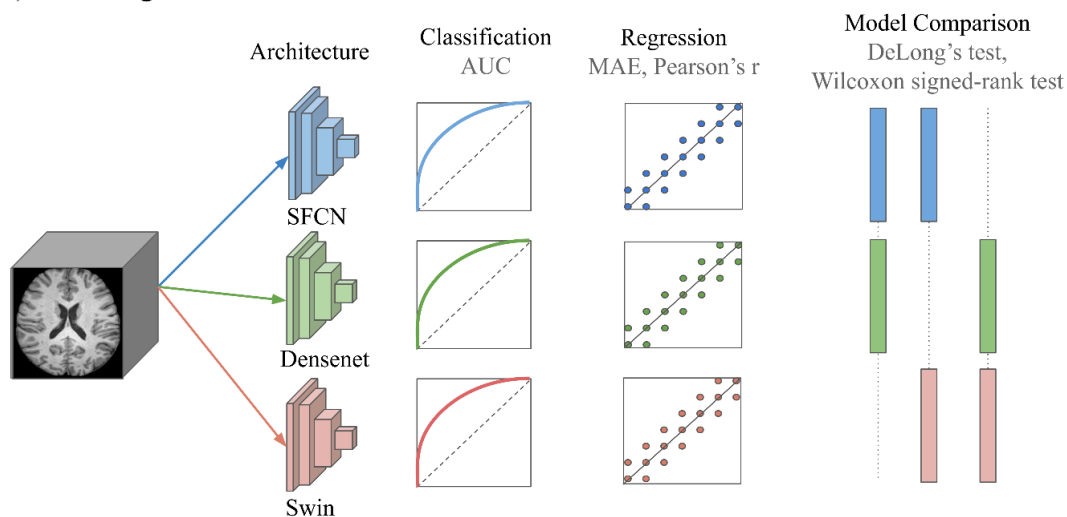 Architecture
Classification
AUC
Regression
MAE, Pearson's r
Model Comparison
DeLong's test,
Wilcoxon signed-rank test
SFCN
Densenet
Swin